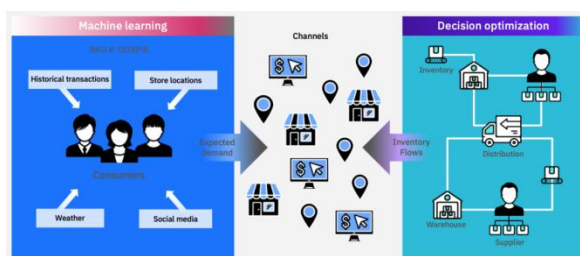 Machine learning
Historical transactions
Store locations
Consumers
Weather
Social media
Expected
demand
Channels
Inventory
Flows
Decision optimization
Inventory
Distribution
Warehouse
Supplier